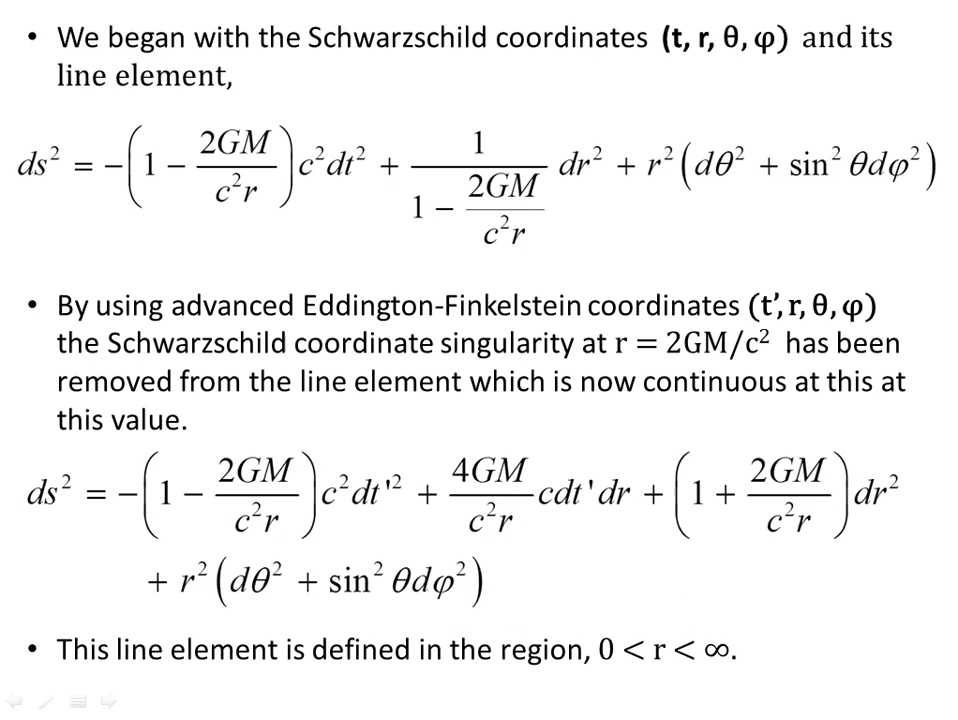 • We began with the Schwarzschild coordinates (t, r, θ, φ) and its
line element,
ds² = −(1 − 2GM/c²r)c²dt² + 1/(1 − 2GM/c²r) dr² + r²(dθ² + sin²θdφ²)
• By using advanced Eddington-Finkelstein coordinates (t’, r, θ, φ)
the Schwarzschild coordinate singularity at r = 2GM/c² has been
removed from the line element which is now continuous at this at
this value.
ds² = −(1 − 2GM/c²r)c²dt'² + 4GM/c²r cdt'dr + (1 + 2GM/c²r)dr²
+ r²(dθ² + sin²θdφ²)
• This line element is defined in the region, 0 < r < ∞.